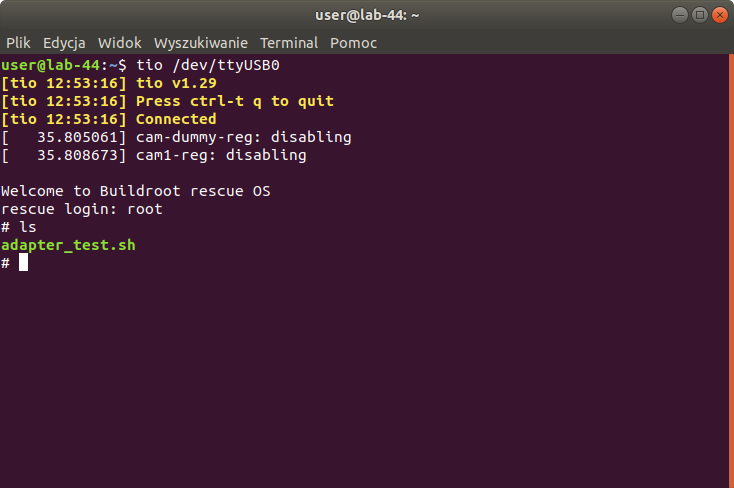 user@lab-44: ~
Plik Edycja Widok Wyszukiwanie Terminal Pomoc
user@lab-44:~$ tio /dev/ttyUSB0
[tio 12:53:16] tio v1.29
[tio 12:53:16] Press ctrl-t q to quit
[tio 12:53:16] Connected
[   35.805061] cam-dummy-reg: disabling
[   35.808673] cam1-reg: disabling
Welcome to Buildroot rescue OS
rescue login: root
# ls
adapter_test.sh
#